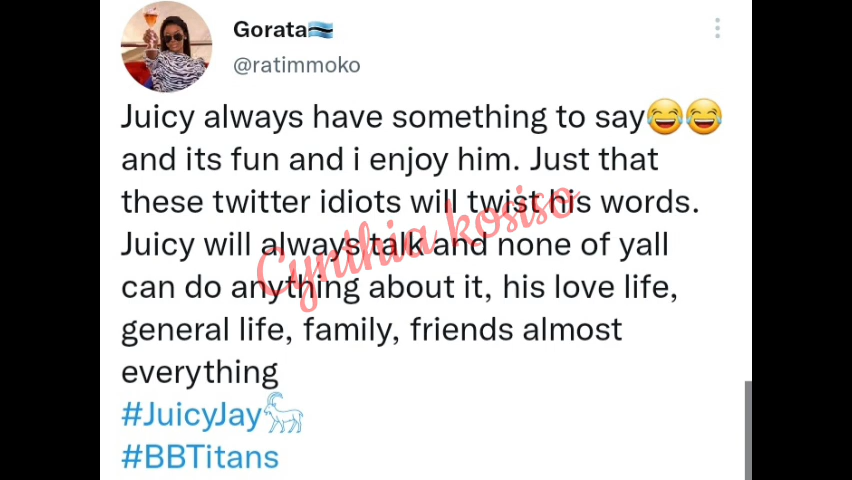 Gorata🇧🇼
@ratimmoko
Juicy always have something to say😂😂
and its fun and i enjoy him. Just that
these twitter idiots will twist his words.
Juicy will always talk and none of yall
can do anything about it, his love life,
general life, family, friends almost
everything
#JuicyJay🐐
#BBTitans
Cynthia kosiso